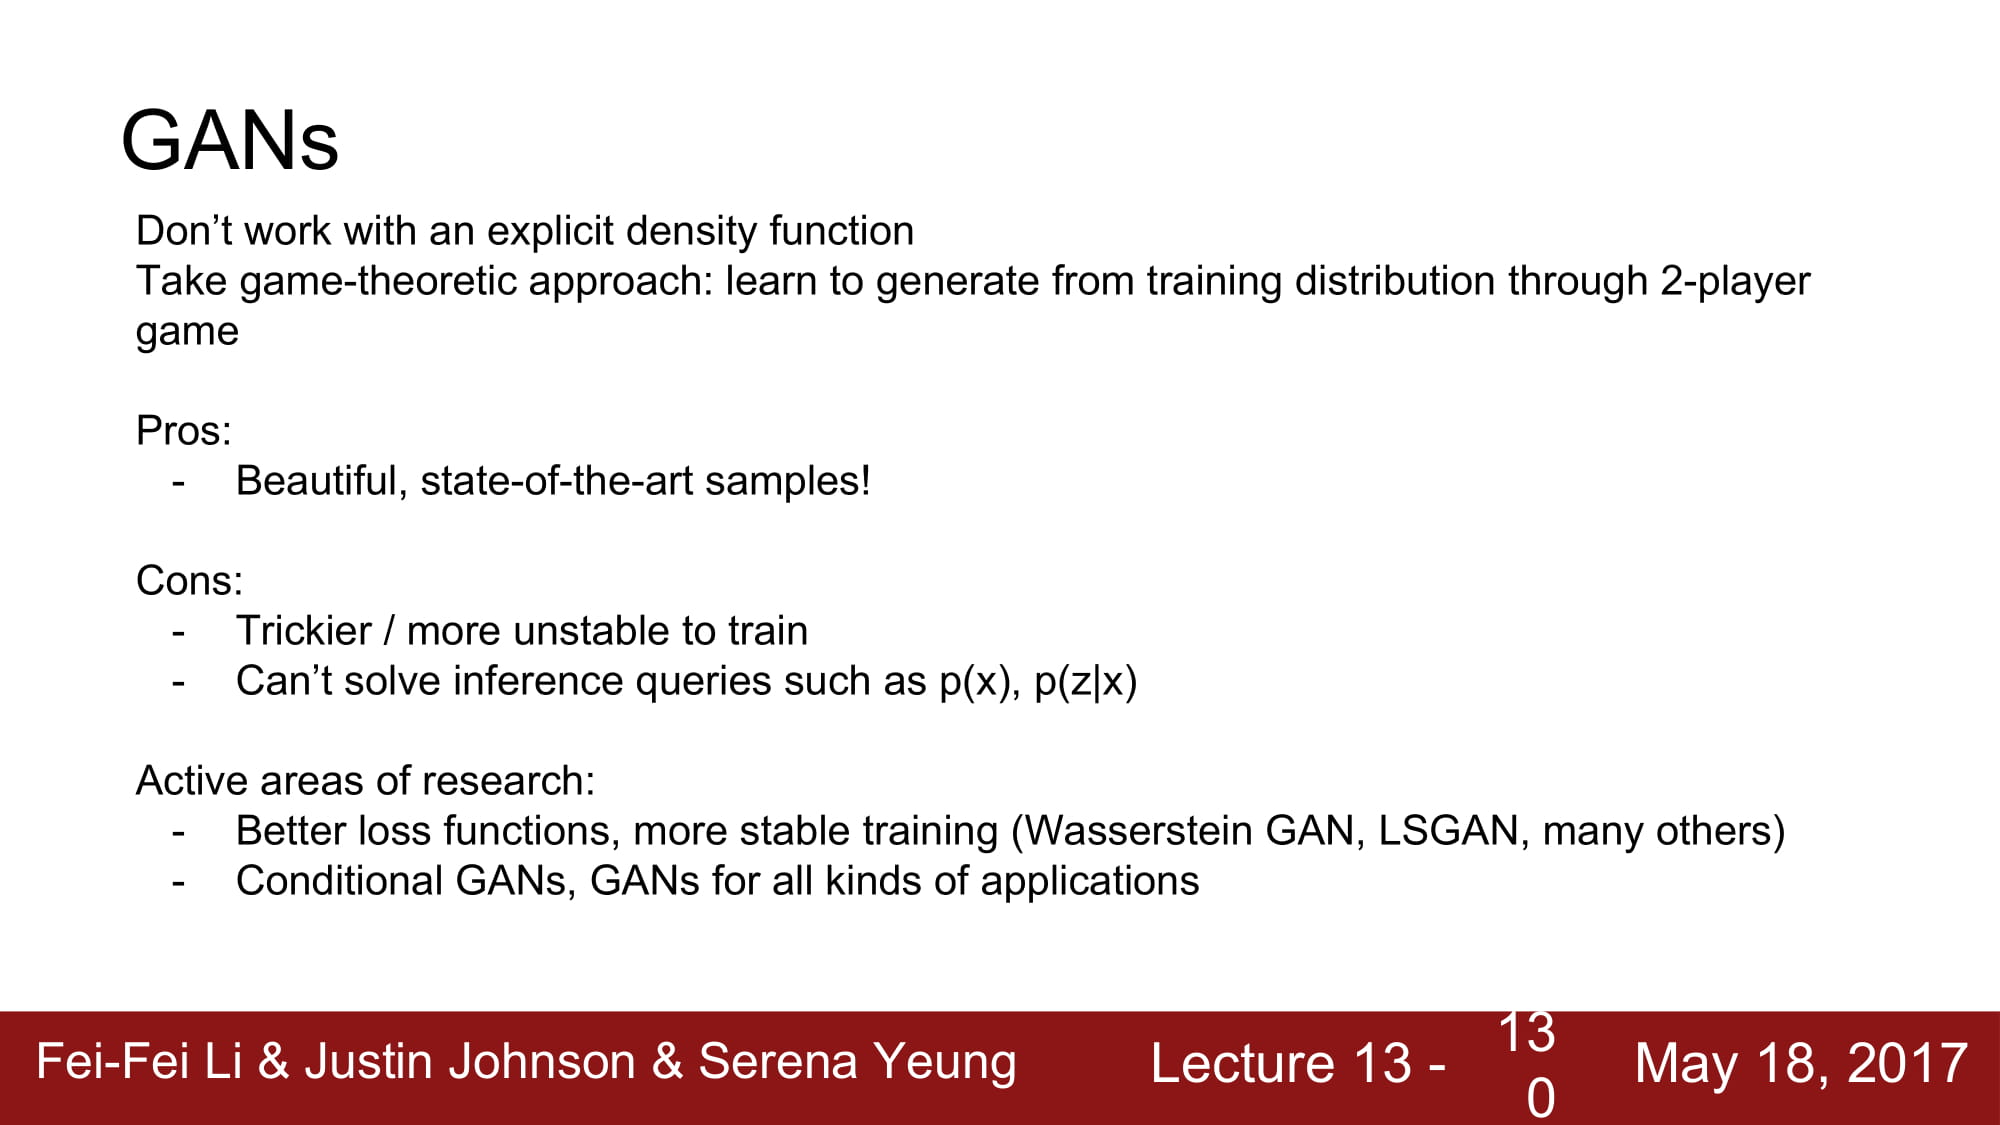 GANs
Don’t work with an explicit density function
Take game-theoretic approach: learn to generate from training distribution through 2-player
game
Pros:
- Beautiful, state-of-the-art samples!
Cons:
- Trickier / more unstable to train
- Can’t solve inference queries such as p(x), p(z|x)
Active areas of research:
- Better loss functions, more stable training (Wasserstein GAN, LSGAN, many others)
- Conditional GANs, GANs for all kinds of applications
Fei-Fei Li & Justin Johnson & Serena Yeung
Lecture 13 -
13
0
May 18, 2017